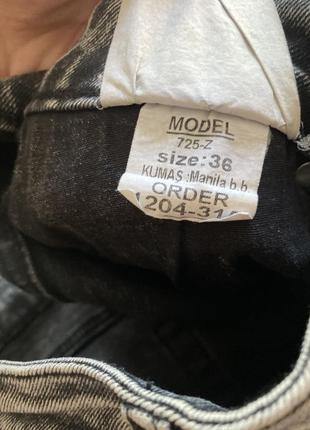 MODEL
725-Z
size:36
KUMAS :Manila b.b.
ORDER
1204-31